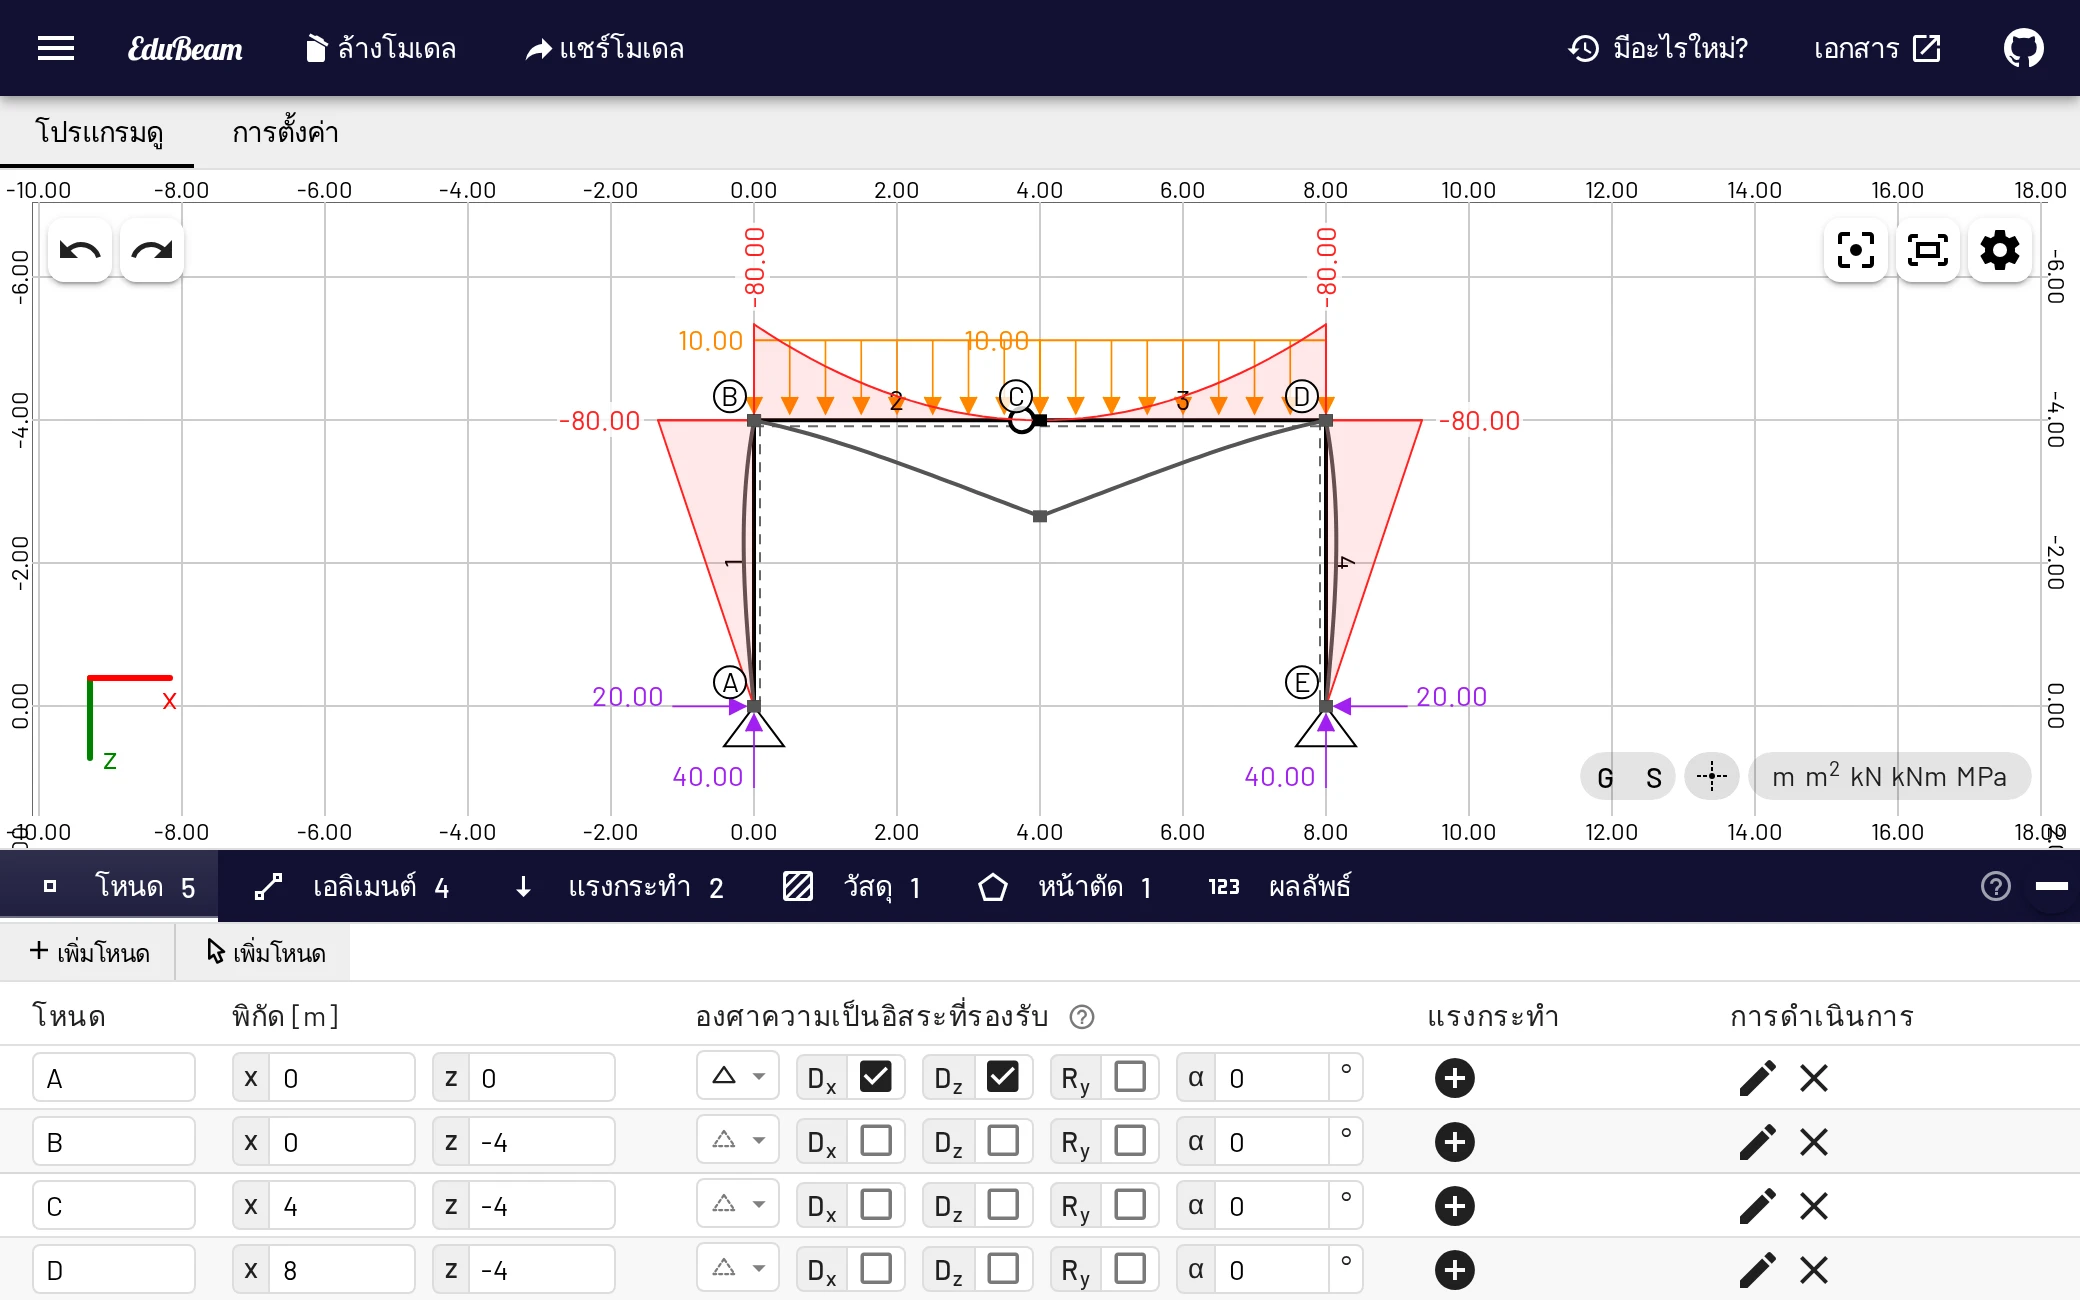 EduBeam ล้างโมเดล แชร์โมเดล มีอะไรใหม่? เอกสาร
โปรแกรมดู การตั้งค่า
-10.00 -8.00 -6.00 -4.00 -2.00 0.00 2.00 4.00 6.00 8.00 10.00 12.00 14.00 16.00 18.00
-6.00 -80.00 -80.00 -6.00
10.00 10.00
B 2 C 3 D
-4.00 -80.00 -80.00 -4.00
-2.00 1 4 -2.00
A E
0.00 20.00 20.00 0.00
x
z
40.00 40.00 G S m m² kN kNm MPa
-10.00 -8.00 -6.00 -4.00 -2.00 0.00 2.00 4.00 6.00 8.00 10.00 12.00 14.00 16.00 18.00
โหนด 5 เอลิเมนต์ 4 แรงกระทำ 2 วัสดุ 1 หน้าตัด 1 123 ผลลัพธ์
+ เพิ่มโหนด เพิ่มโหนด
โหนด พิกัด [m] องศาความเป็นอิสระที่รองรับ แรงกระทำ การดำเนินการ
A x 0 z 0 Dx Dz Ry α 0 °
B x 0 z -4 Dx Dz Ry α 0 °
C x 4 z -4 Dx Dz Ry α 0 °
D x 8 z -4 Dx Dz Ry α 0 °